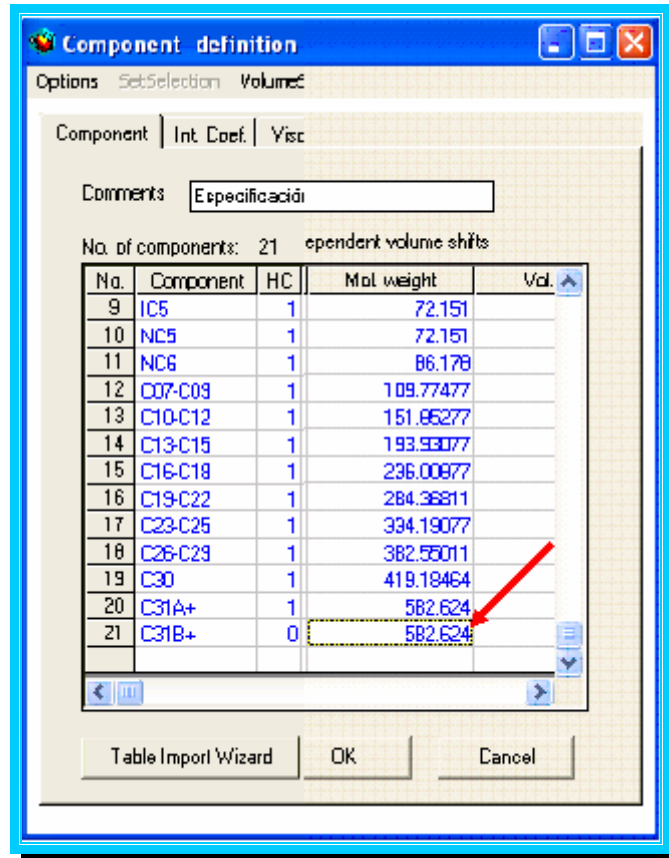 Component definition
Options SetSelection VolumeS
Component Int. Coef. Visc
Comments Especificación
No. of components: 21 ependent volume shifts
No. Component HC Mol. weight Vol.
9 IC5 1 72.151
10 NC5 1 72.151
11 NC6 1 86.178
12 C07-C09 1 109.77477
13 C10-C12 1 151.85277
14 C13-C15 1 193.93077
15 C16-C18 1 236.00877
16 C19-C22 1 284.36811
17 C23-C25 1 334.19077
18 C26-C29 1 382.55011
19 C30 1 419.18464
20 C31A+ 1 582.624
21 C31B+ 0 582.624
Table Import Wizard OK Cancel